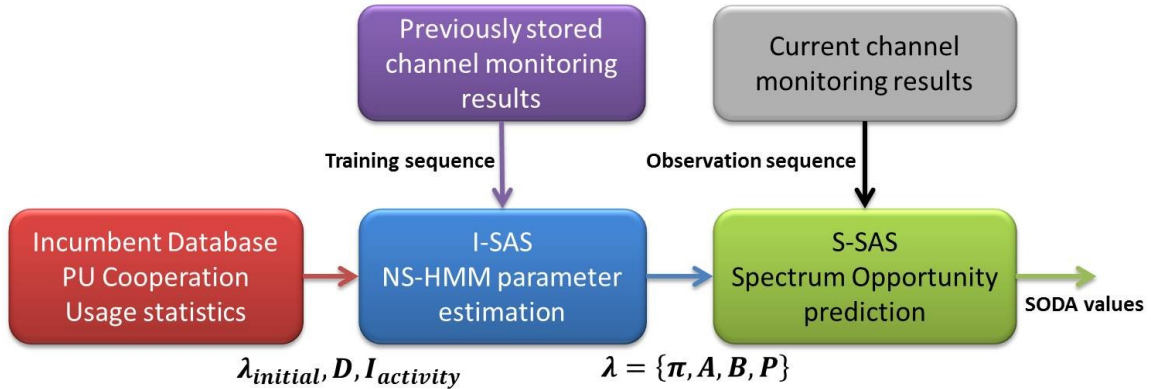 Previously stored
channel monitoring
results
Current channel
monitoring results
Training sequence
Observation sequence
Incumbent Database
PU Cooperation
Usage statistics
I-SAS
NS-HMM parameter
estimation
S-SAS
Spectrum Opportunity
prediction
SODA values
λ_initial, D, I_activity
λ = {π, A, B, P}